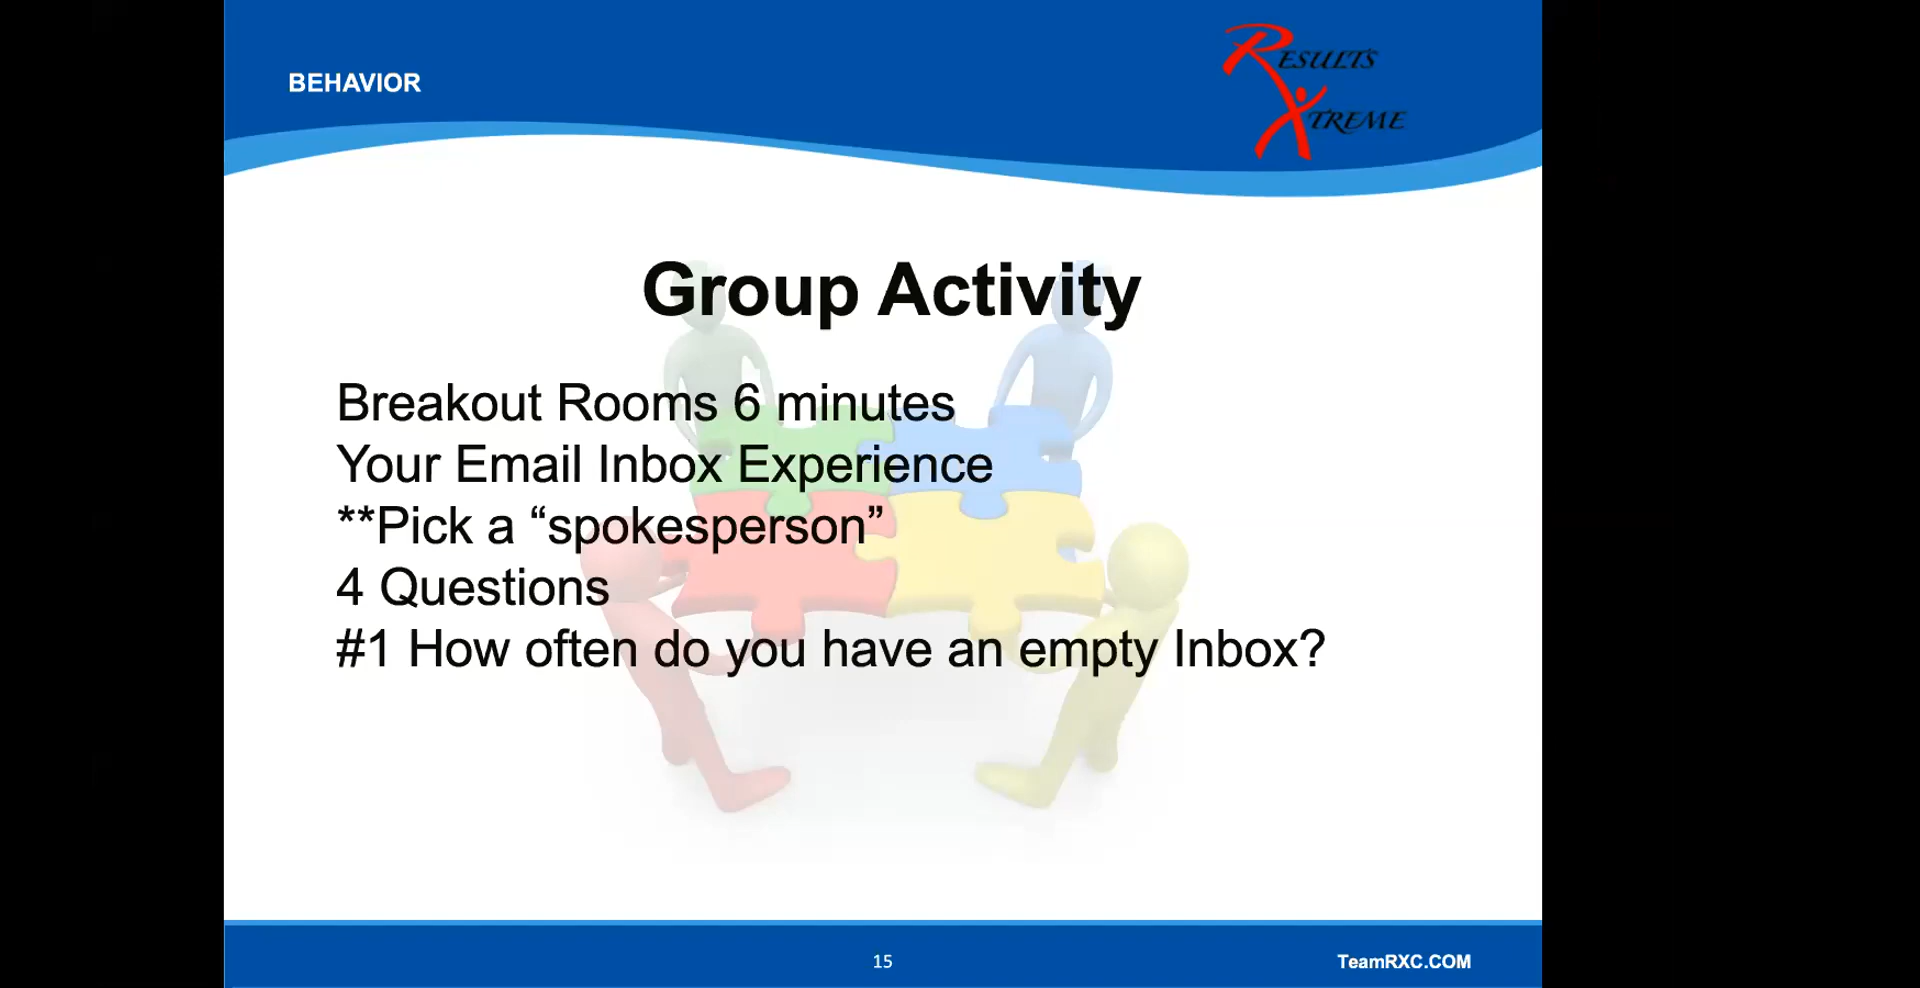 BEHAVIOR
RESULTS
XTREME
Group Activity
Breakout Rooms 6 minutes
Your Email Inbox Experience
**Pick a “spokesperson”
4 Questions
#1 How often do you have an empty Inbox?
15
TeamRXC.COM